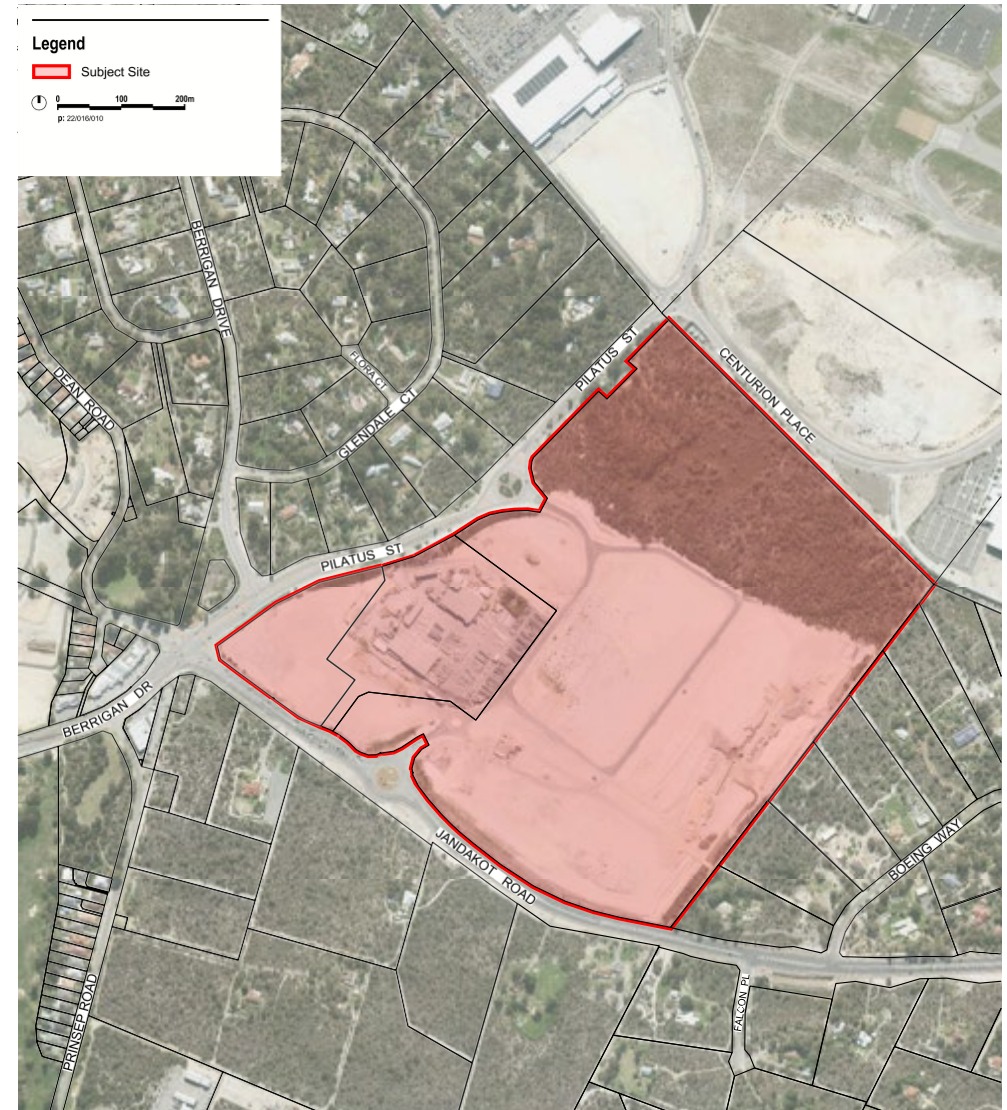 Legend
Subject Site
0 100 200m
p: 22/016/010
BERRIGAN DRIVE
DEAN ROAD
FLORA CT
GLENDALE CT
PILATUS ST
CENTURION PLACE
PILATUS ST
BERRIGAN DR
JANDAKOT ROAD
BOEING WAY
PRINSEP ROAD
FALCON PL